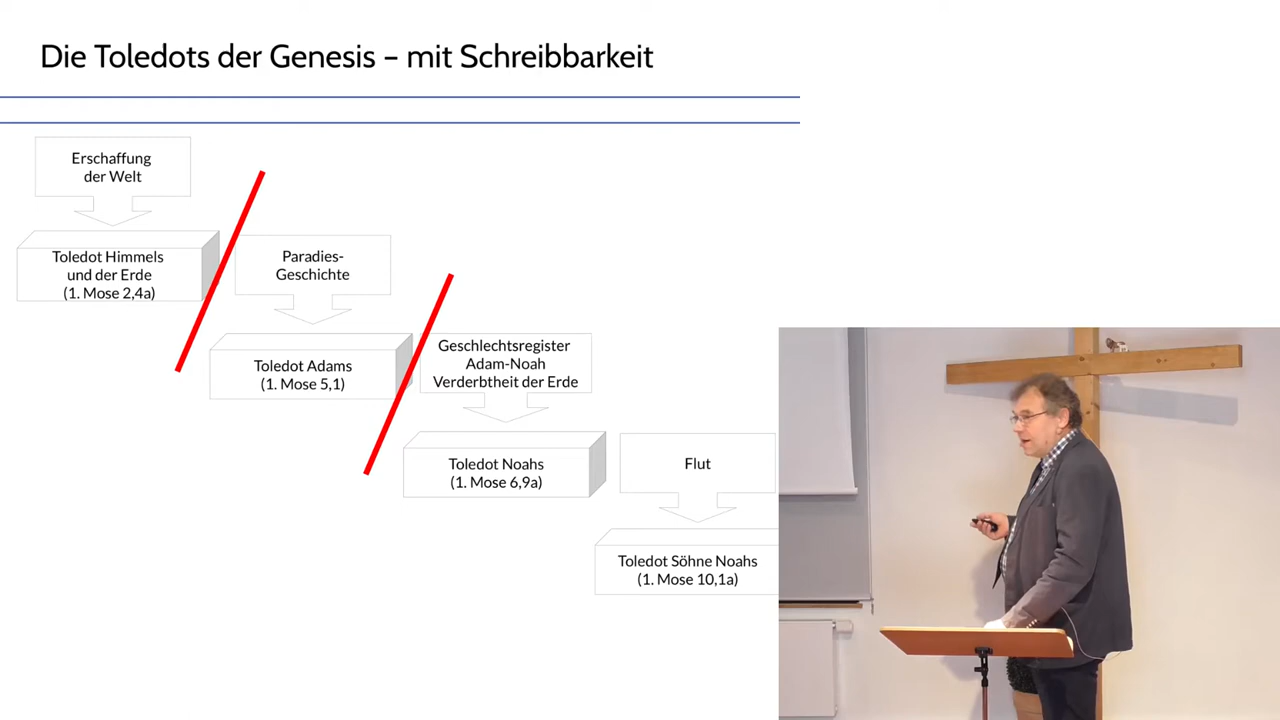 Die Toledots der Genesis – mit Schreibbarkeit
Erschaffung
der Welt
Toledot Himmels
und der Erde
(1. Mose 2,4a)
Paradies-
Geschichte
Toledot Adams
(1. Mose 5,1)
Geschlechtsregister
Adam-Noah
Verderbtheit der Erde
Toledot Noahs
(1. Mose 6,9a)
Flut
Toledot Söhne Noahs
(1. Mose 10,1a)